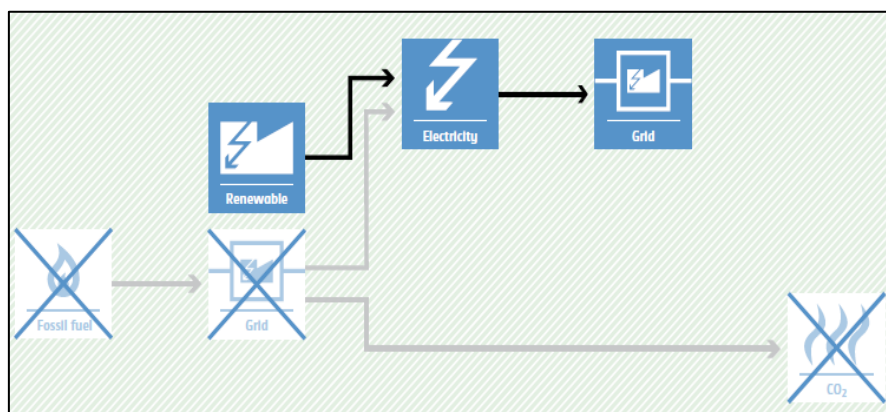 Electricity
Grid
Renewable
Fossil fuel
Grid
CO₂